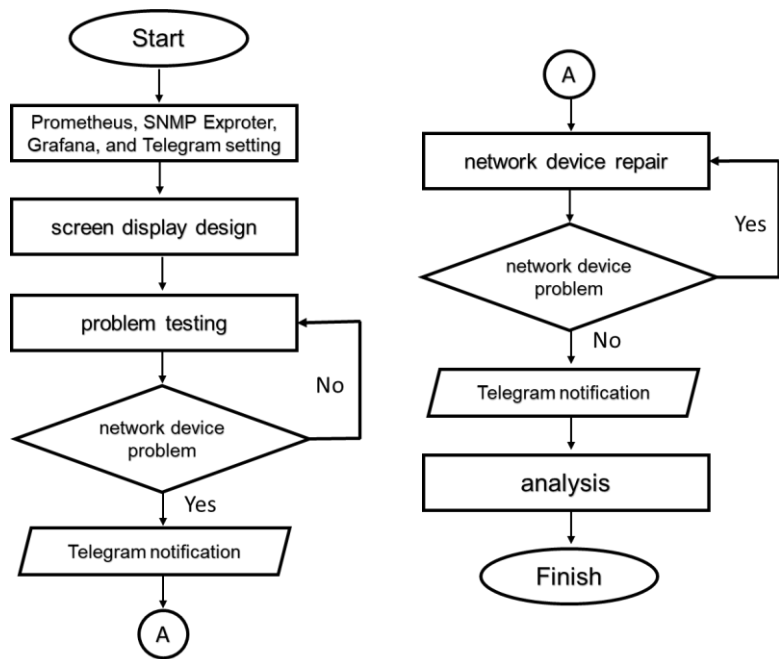 Start
Prometheus, SNMP Exproter,
Grafana, and Telegram setting
screen display design
problem testing
No
network device
problem
Yes
Telegram notification
A
A
network device repair
Yes
network device
problem
No
Telegram notification
analysis
Finish